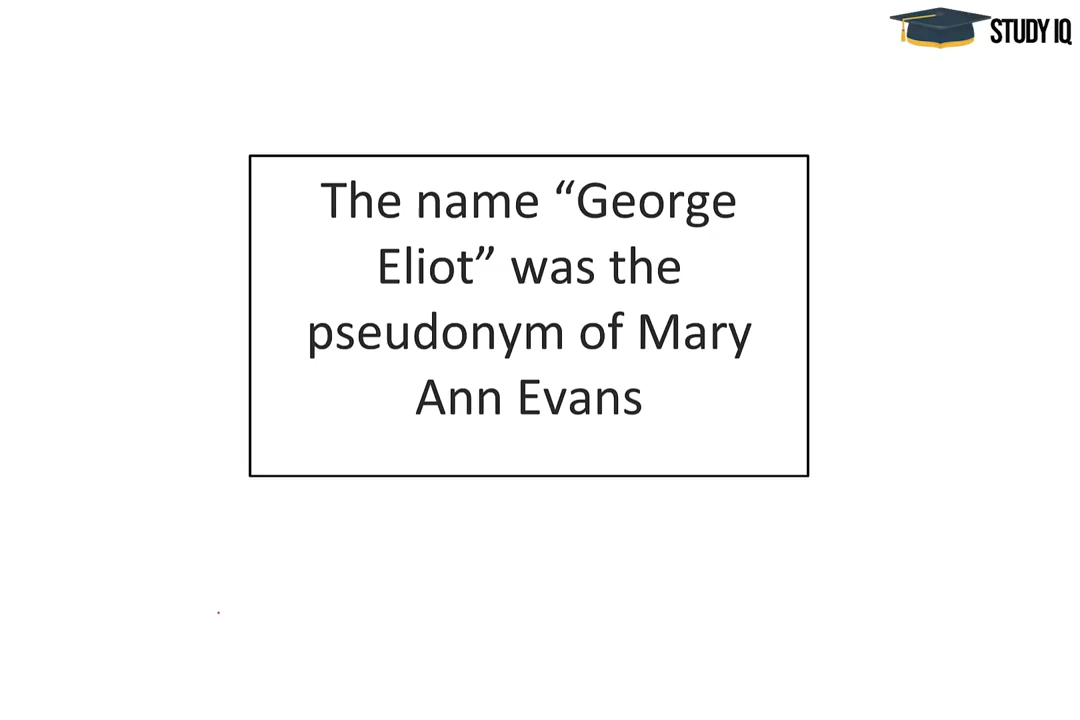 STUDY IQ
The name “George
Eliot” was the
pseudonym of Mary
Ann Evans